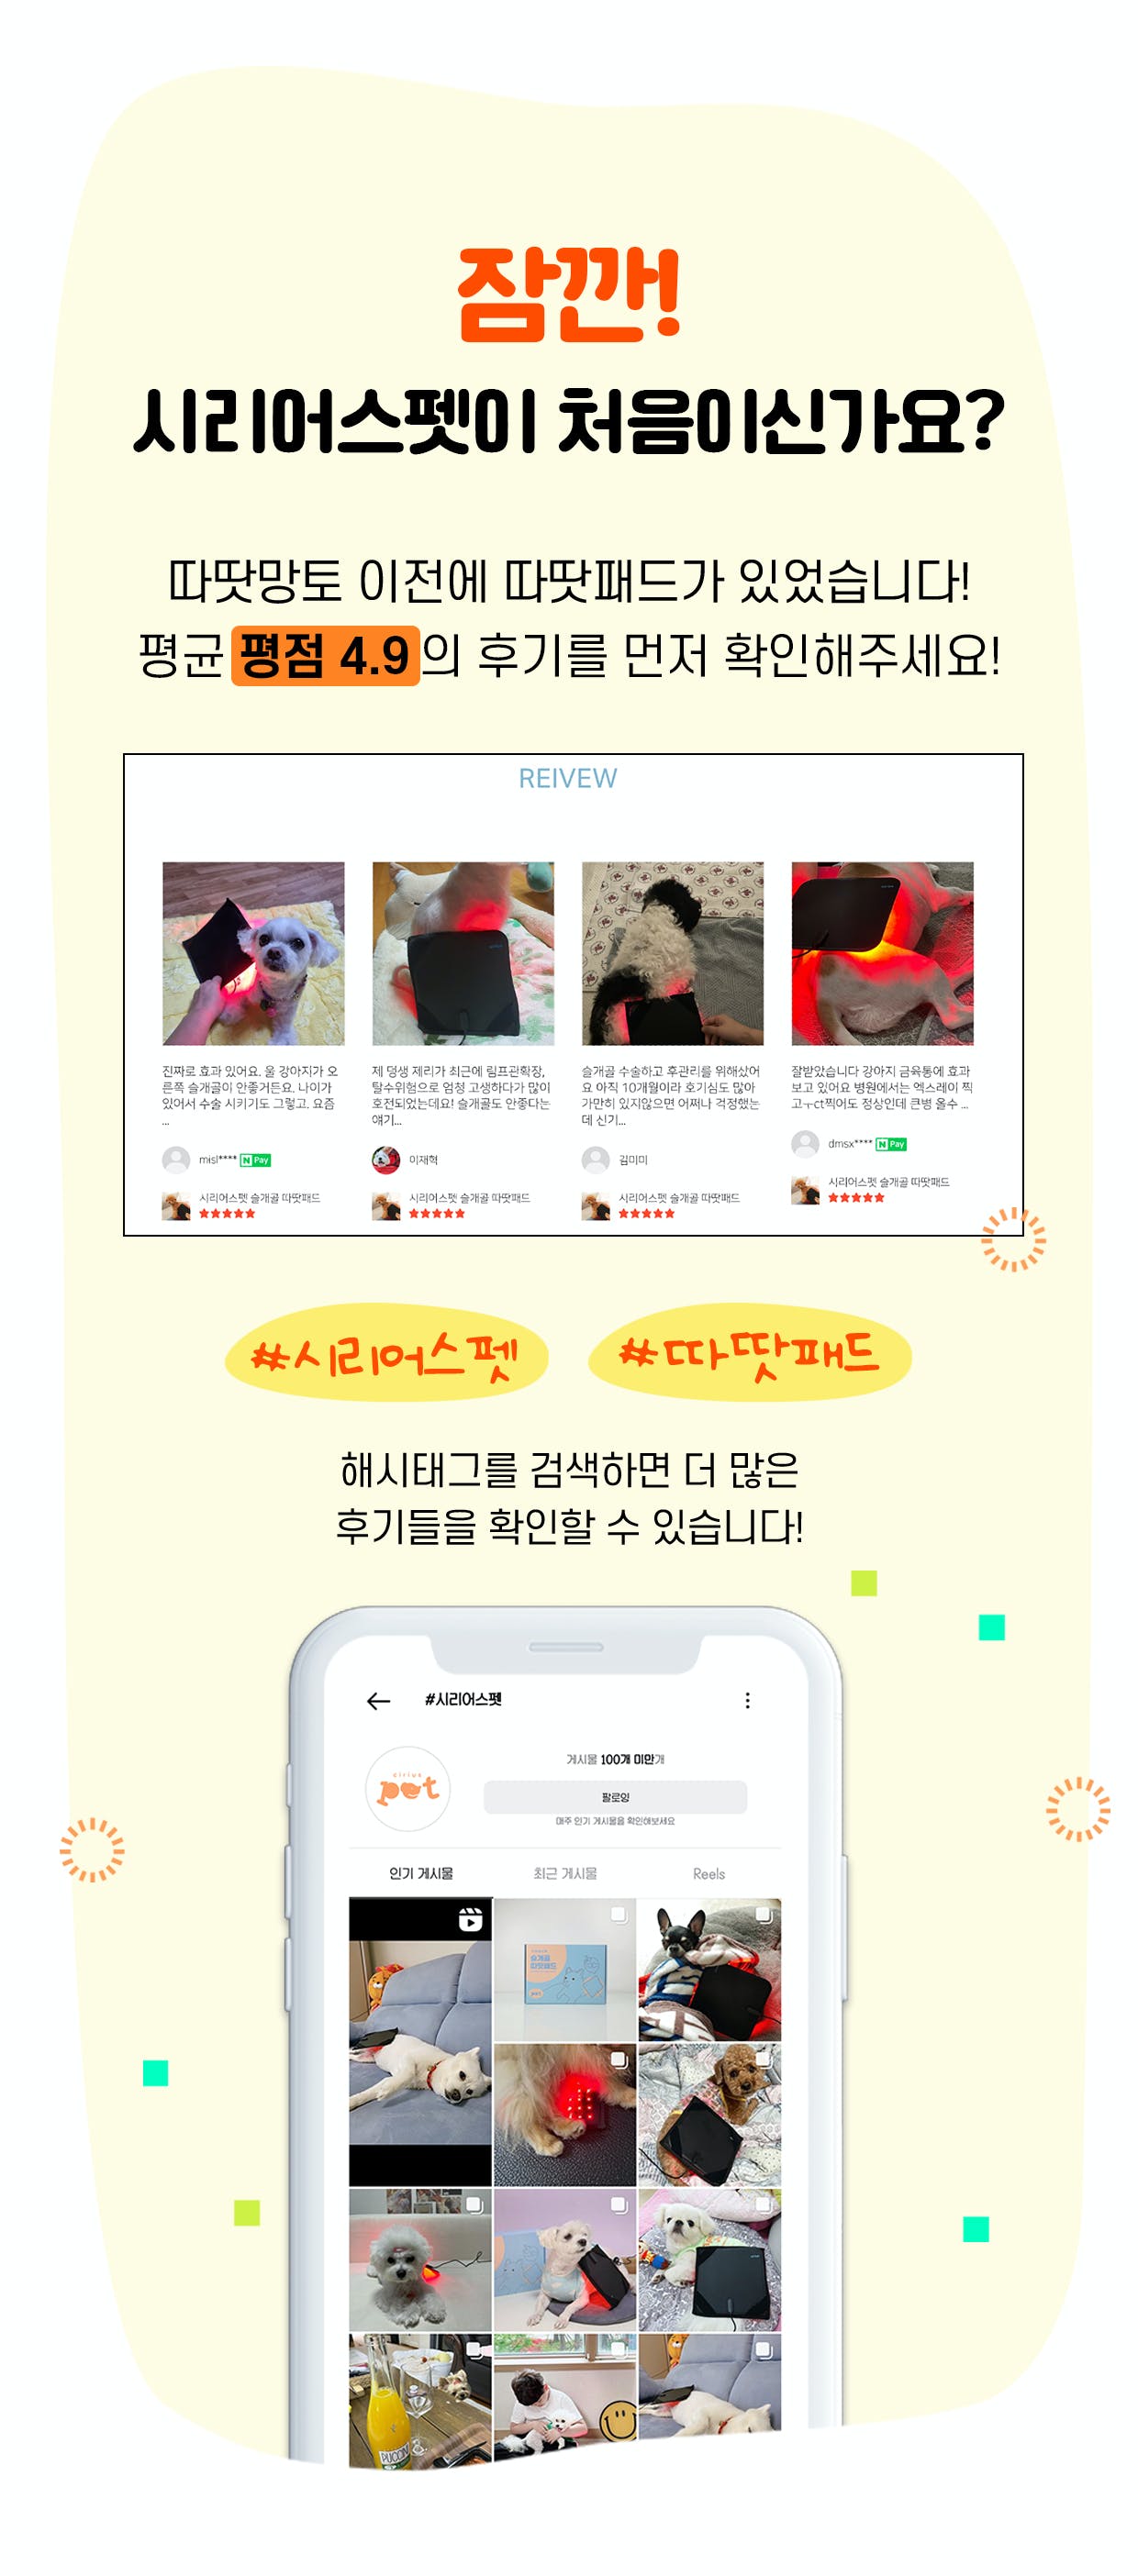 잠깐!
시리어스펫이 처음이신가요?
따땃망토 이전에 따땃패드가 있었습니다!
평균 평점 4.9의 후기를 먼저 확인해주세요!
REIVEW
진짜로 효과 있어요. 울 강아지가 오
른쪽 슬개골이 안좋거든요. 나이가
있어서 수술 시키기도 그렇고. 요즘
...
misl**** N Pay
시리어스펫 슬개골 따땃패드
★★★★★
제 댕생 제리가 최근에 림프관확장,
탈수위험으로 엄청 고생하다가 많이
호전되었는데요! 슬개골도 안좋다는
얘기...
이재혁
시리어스펫 슬개골 따땃패드
★★★★★
슬개골 수술하고 후관리를 위해샀어
요 아직 10개월이라 호기심도 많아
가만히 있지않으면 어쩌나 걱정했는
데 신기...
김미미
시리어스펫 슬개골 따땃패드
★★★★★
잘받았습니다 강아지 금육통에 효과
보고 있어요 병원에서는 엑스레이 찍
고ㅜct찍어도 정상인데 큰병 올수 ...
dmsx**** N Pay
시리어스펫 슬개골 따땃패드
★★★★★
#시리어스펫 #따땃패드
해시태그를 검색하면 더 많은
후기들을 확인할 수 있습니다!
#시리어스펫
cirius
pet
게시물 100개 미만개
팔로잉
매주 인기 게시물을 확인해보세요
인기 게시물 최근 게시물 Reels
슬개골
따땃패드